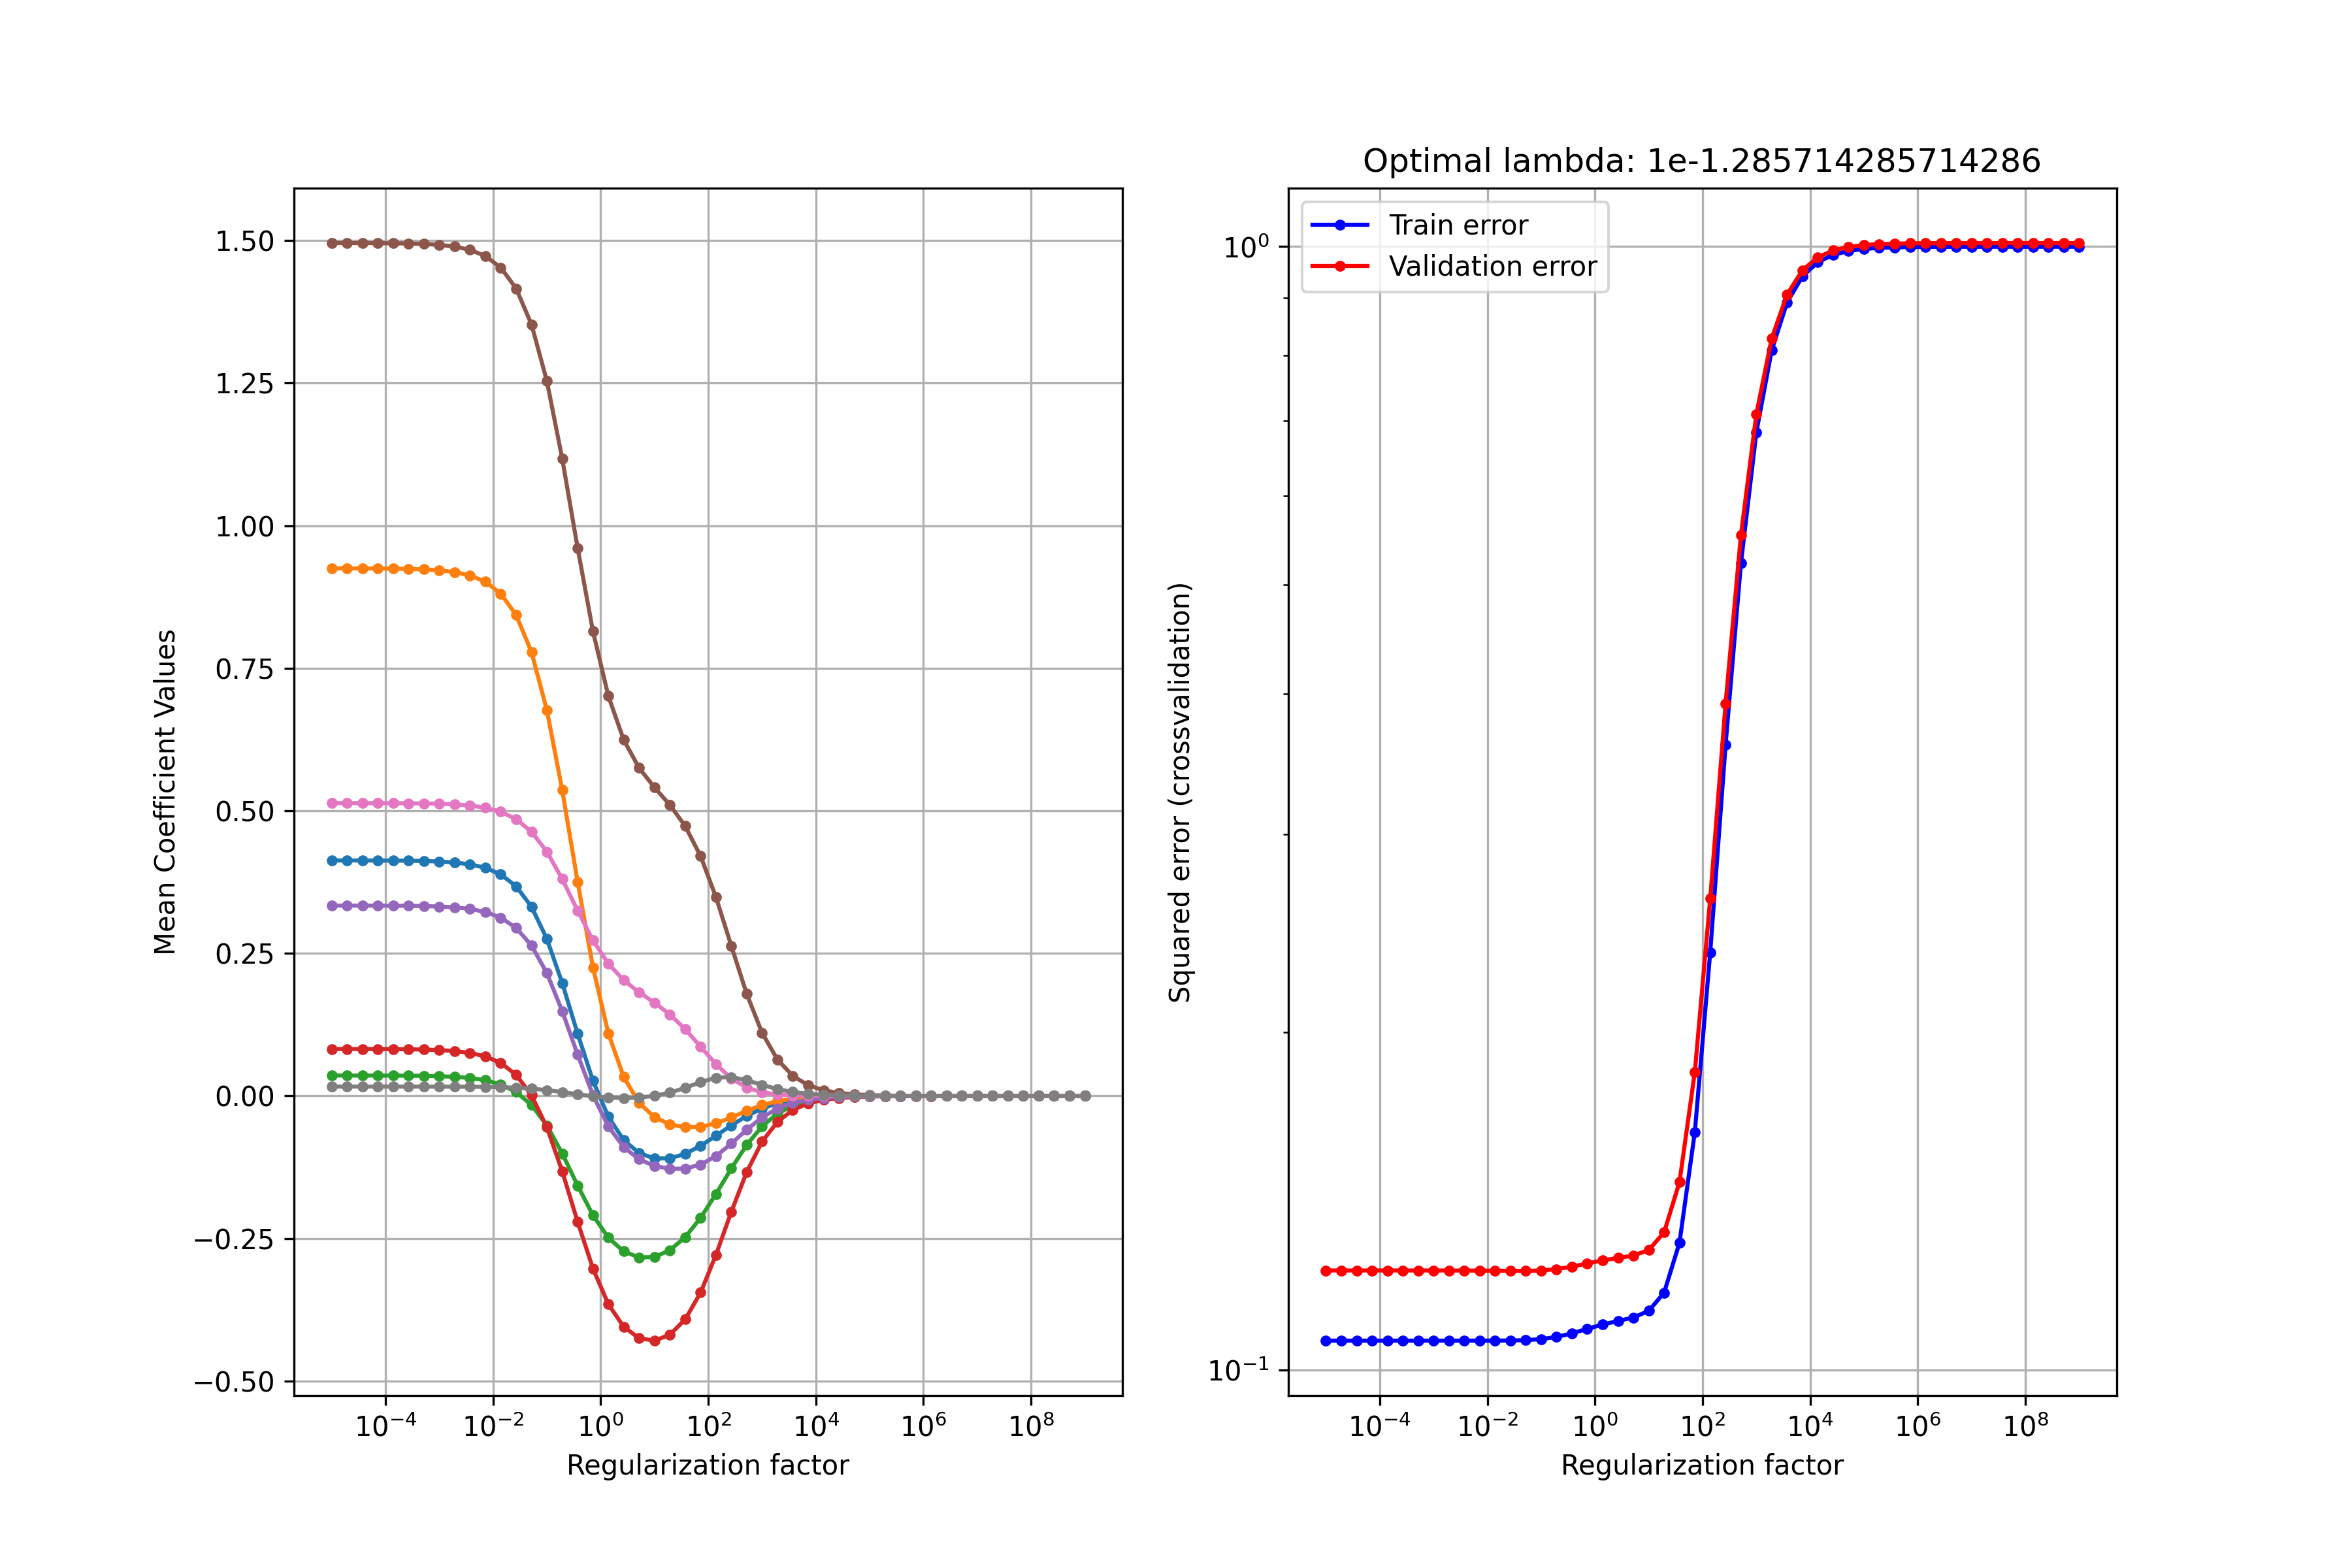 Mean Coefficient Values
1.50
1.25
1.00
0.75
0.50
0.25
0.00
−0.25
−0.50
10⁻⁴ 10⁻² 10⁰ 10² 10⁴ 10⁶ 10⁸
Regularization factor
Optimal lambda: 1e-1.285714285714286
Train error
Validation error
Squared error (crossvalidation)
10⁰
10⁻¹
10⁻⁴ 10⁻² 10⁰ 10² 10⁴ 10⁶ 10⁸
Regularization factor